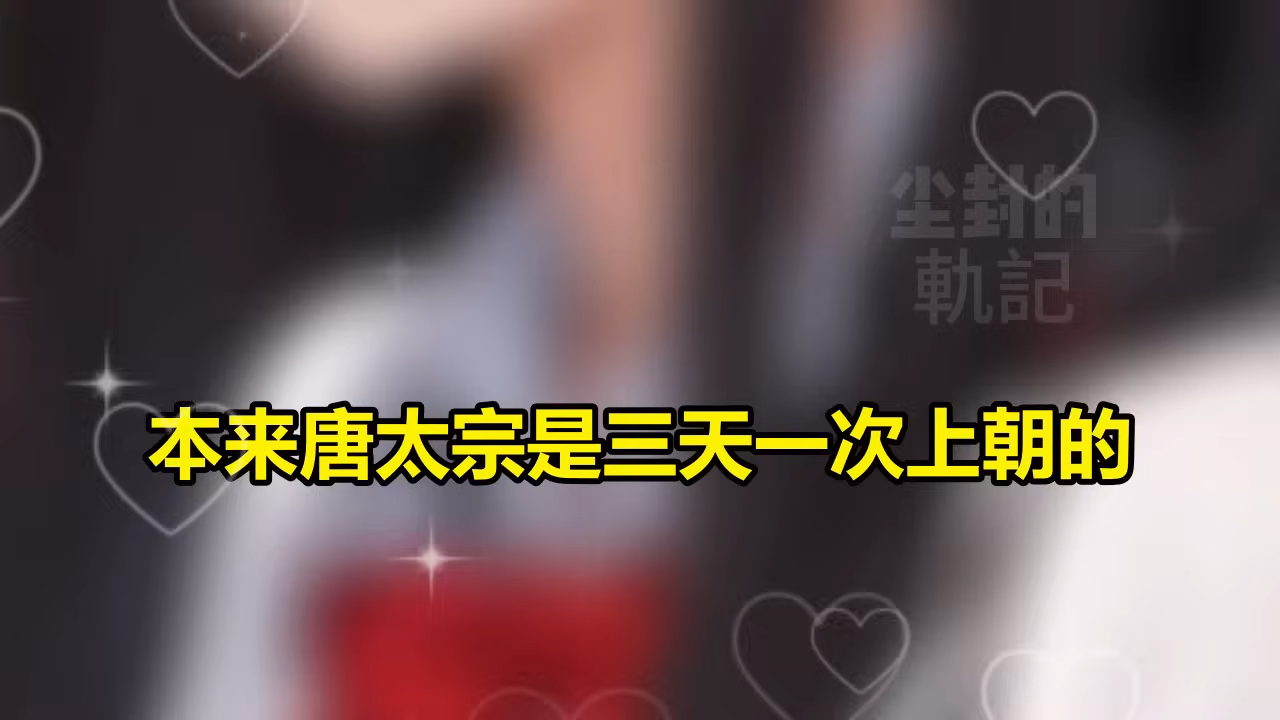 尘封的
軌記
本来唐太宗是三天一次上朝的